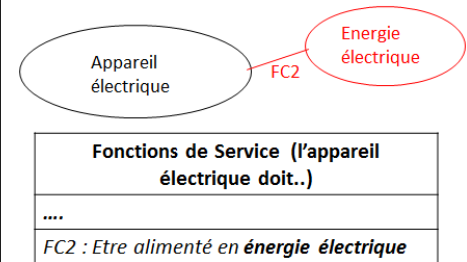 Energie
électrique
Appareil
électrique
FC2
Fonctions de Service (l'appareil
électrique doit..)
....
FC2 : Etre alimenté en énergie électrique